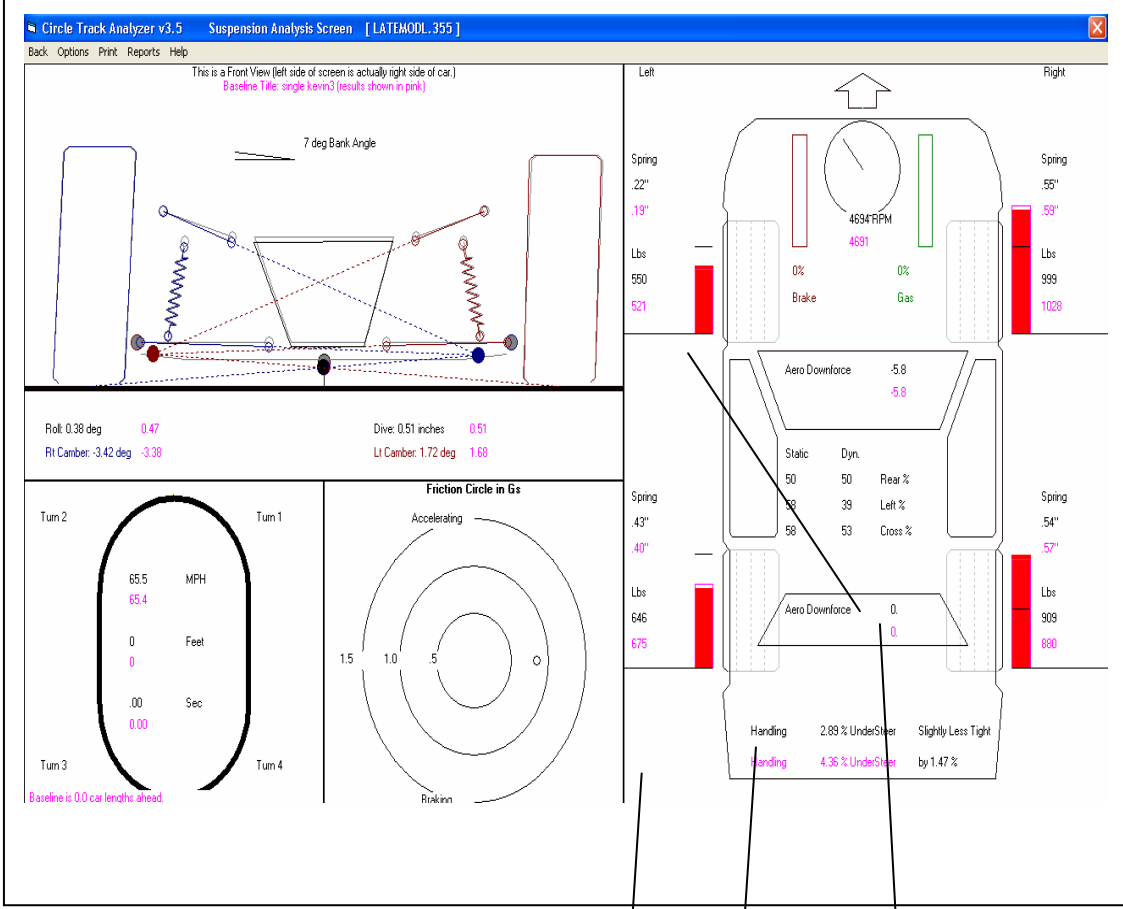 Circle Track Analyzer v3.5 Suspension Analysis Screen [ LATEMODL.355 ]
Back Options Print Reports Help
This is a Front View (left side of screen is actually right side of car.)
Baseline Title: single kevin3 (results shown in pink)
7 deg Bank Angle
Roll: 0.38 deg 0.47
Dive: 0.51 inches 0.51
Rt Camber: -3.42 deg -3.38
Lt Camber: 1.72 deg 1.68
Turn 2
Turn 1
65.5 MPH
65.4
0 Feet
0
.00 Sec
0.00
Turn 3
Turn 4
Baseline is 0.0 car lengths ahead.
Friction Circle in Gs
Accelerating
1.5 1.0 .5
Braking
Left
Right
Spring
.22"
.19"
Lbs
550
521
4694 RPM
4691
0%
Brake
0%
Gas
Spring
.55"
.59"
Lbs
999
1028
Aero Downforce -5.8
-5.8
Static Dyn.
50 50 Rear %
58 39 Left %
58 53 Cross %
Spring
.43"
.40"
Lbs
646
675
Spring
.54"
.57"
Lbs
909
880
Aero Downforce 0.
0.
Handling 2.89 % UnderSteer Slightly Less Tight
Handling 4.36 % UnderSteer by 1.47 %